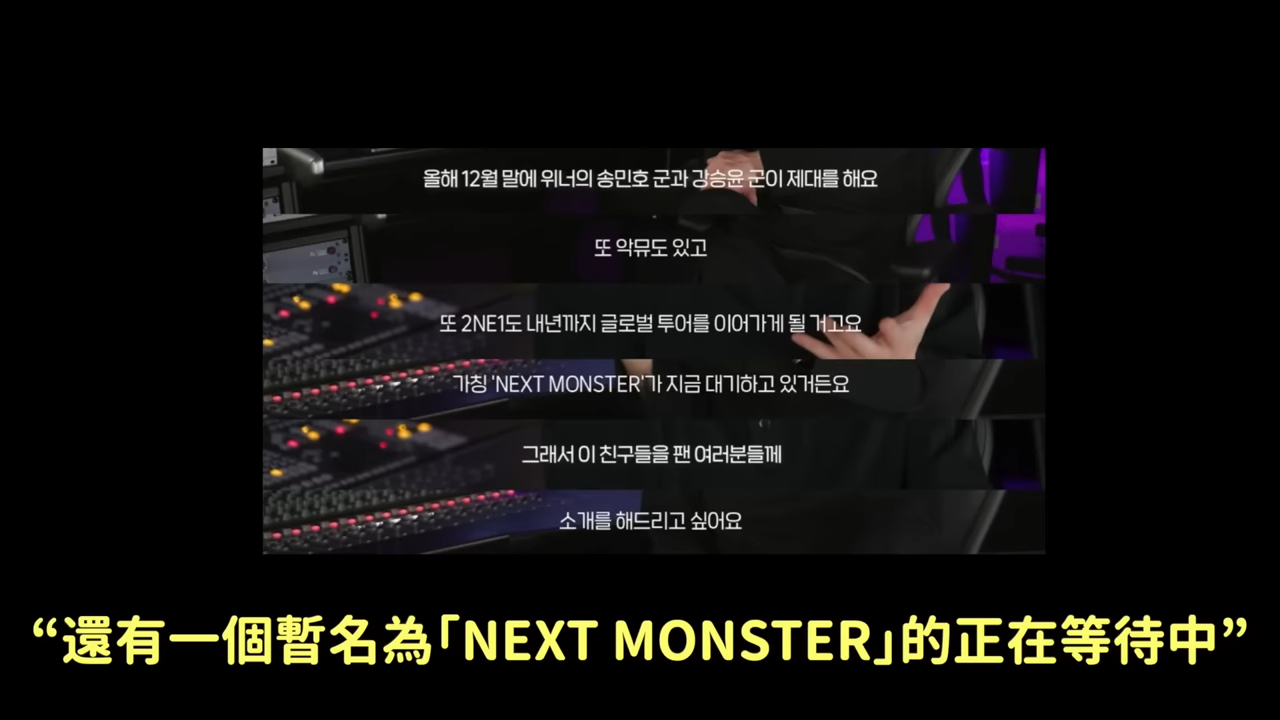 올해 12월 말에 위너의 송민호 군과 강승윤 군이 제대를 해요
또 악뮤도 있고
또 2NE1도 내년까지 글로벌 투어를 이어가게 될 거고요
가칭 'NEXT MONSTER'가 지금 대기하고 있거든요
그래서 이 친구들을 팬 여러분들께
소개를 해드리고 싶어요
“還有一個暫名為「NEXT MONSTER」的正在等待中”